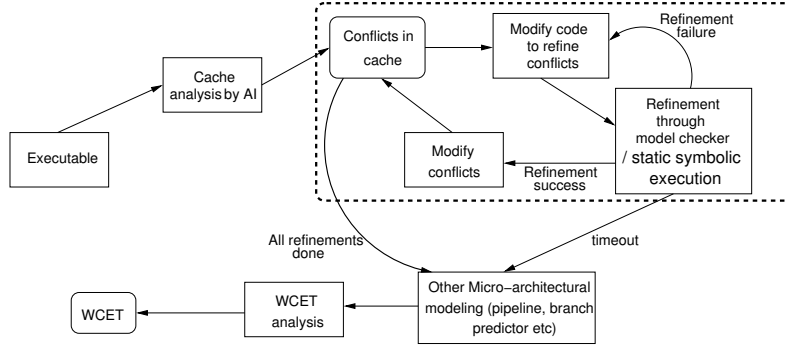 Conflicts in
cache
Modify code
to refine
conflicts
Refinement
failure
Cache
analysis by AI
Refinement
through
model checker
/ static symbolic
execution
Executable
Modify
conflicts
Refinement
success
All refinements
done
timeout
Other Micro−architectural
modeling (pipeline, branch
predictor etc)
WCET
analysis
WCET